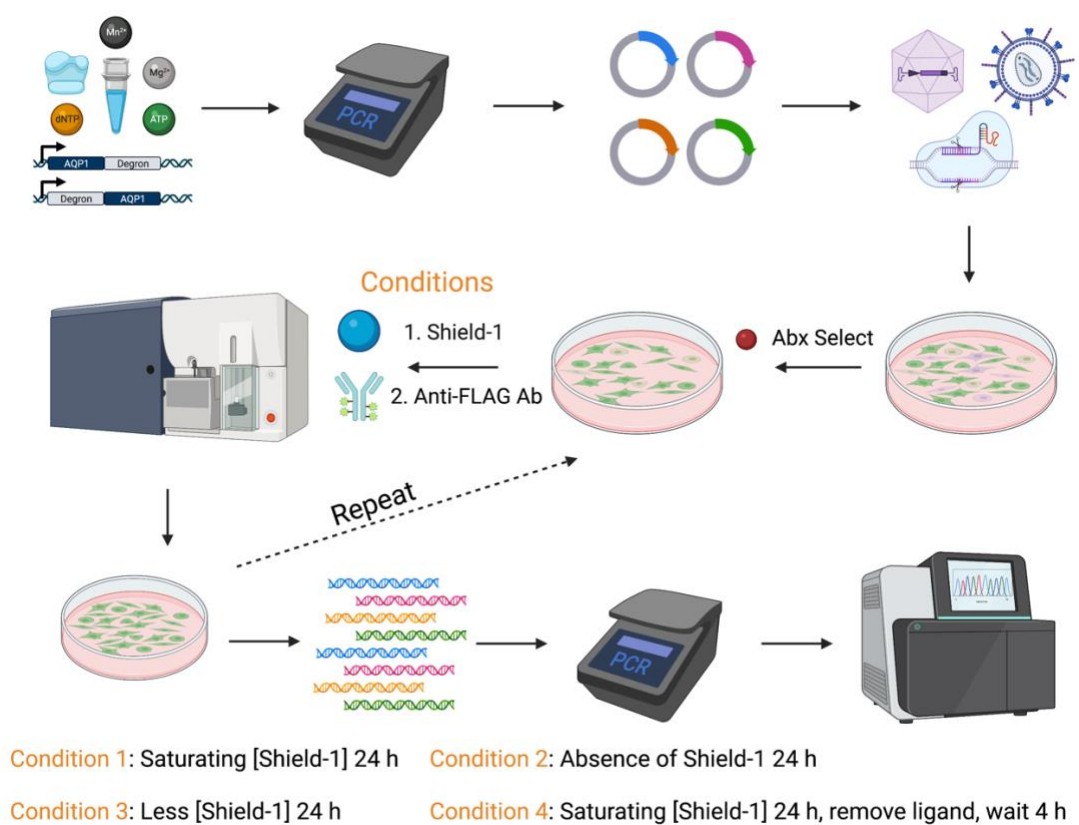 Mn²⁺
Mg²⁺
dNTP
ATP
AQP1 Degron
Degron AQP1
PCR
Conditions
1. Shield-1
2. Anti-FLAG Ab
Abx Select
Repeat
PCR
Condition 1: Saturating [Shield-1] 24 h
Condition 2: Absence of Shield-1 24 h
Condition 3: Less [Shield-1] 24 h
Condition 4: Saturating [Shield-1] 24 h, remove ligand, wait 4 h